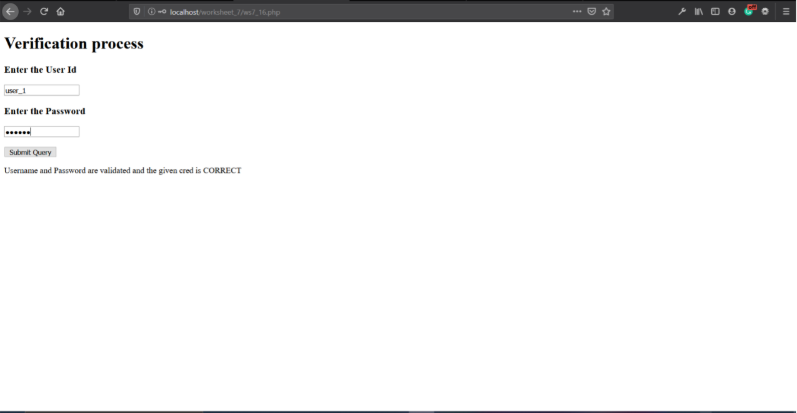 localhost/worksheet_7/ws7_16.php
Verification process
Enter the User Id
user_1
Enter the Password
••••••
Submit Query
Username and Password are validated and the given cred is CORRECT